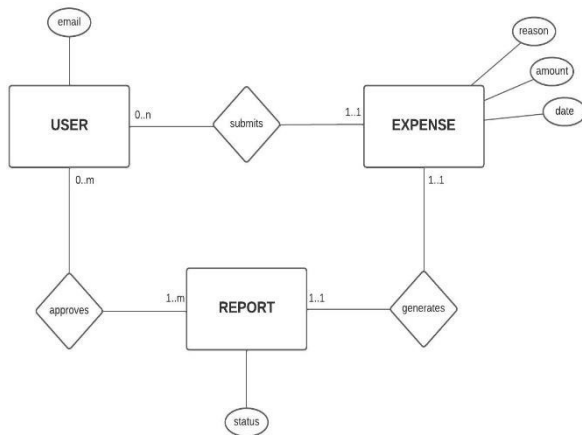 email
reason
amount
date
USER
0..n
submits
1..1
EXPENSE
0..m
1..1
approves
1..m
REPORT
1..1
generates
status